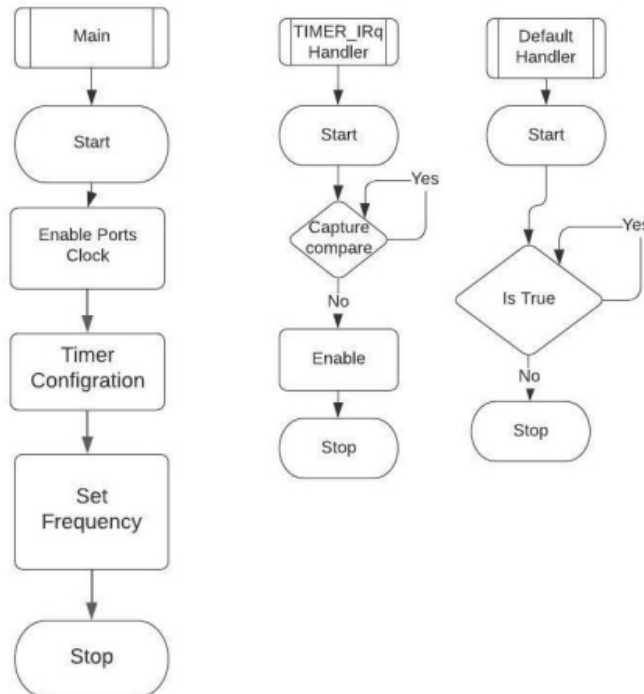 Main
Start
Enable Ports
Clock
Timer
Configration
Set
Frequency
Stop
TIMER_IRq
Handler
Start
Yes
Capture
compare
No
Enable
Stop
Default
Handler
Start
Yes
Is True
No
Stop